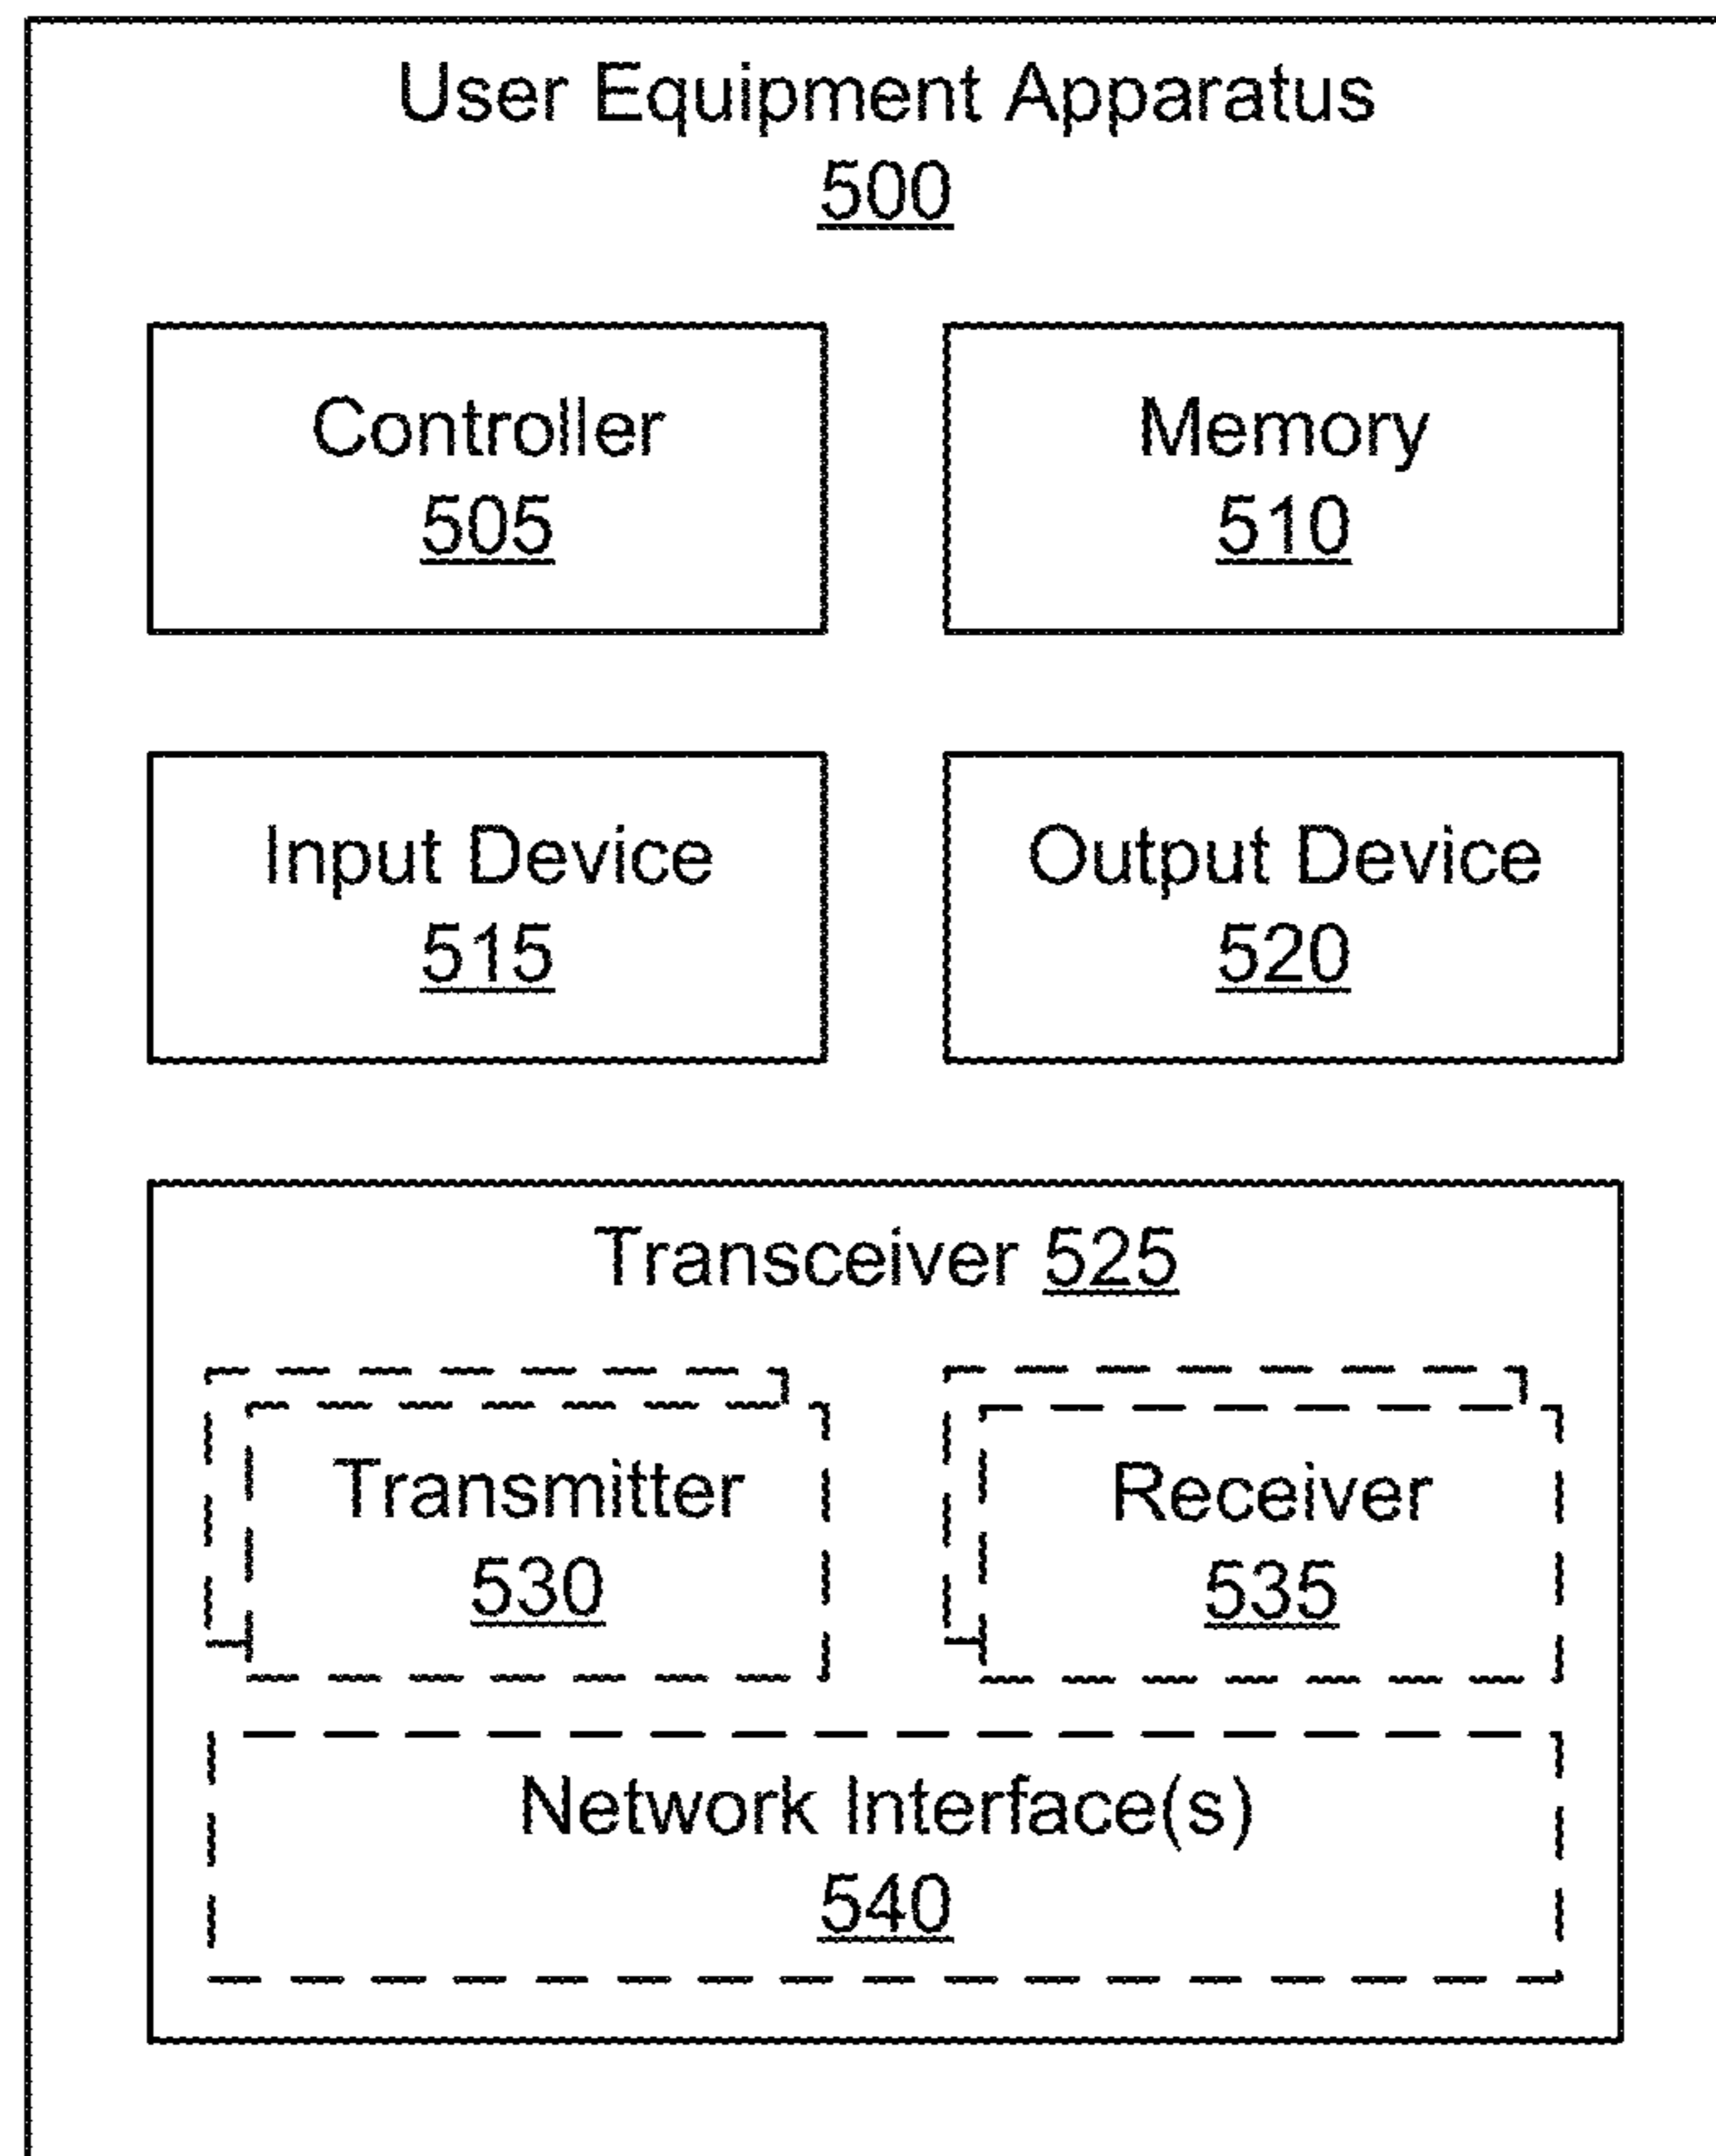 User Equipment Apparatus
500
Controller
505
Memory
510
Input Device
515
Output Device
520
Transceiver 525
Transmitter
530
Receiver
535
Network Interface(s)
540